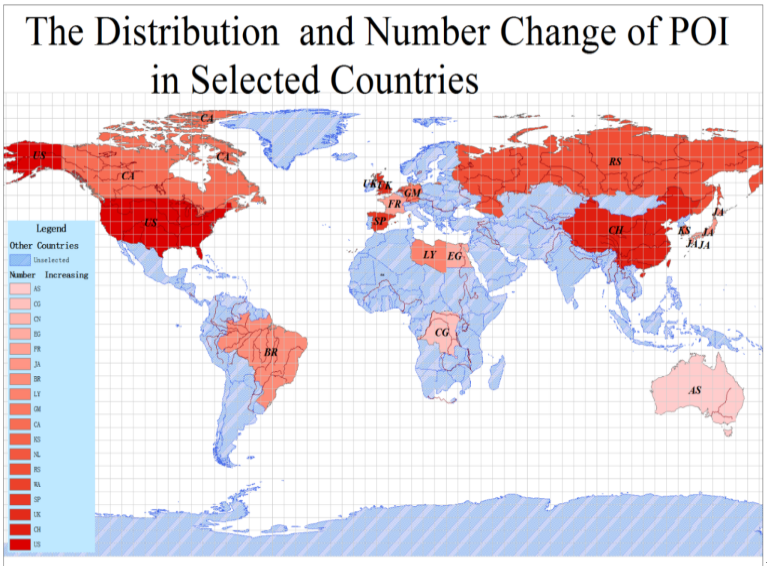 The Distribution and Number Change of POI
in Selected Countries
CA
US
CA
CA
RS
UK
UK
GM
FR
JA
US
SP
CH
KS
JA
JA
JA
LY
EG
CG
BR
AS
Legend
Other Countries
Unselected
Number Increasing
AS
CG
CN
EG
FR
JA
BR
LY
GM
CA
KS
NL
RS
WA
SP
UK
CH
US